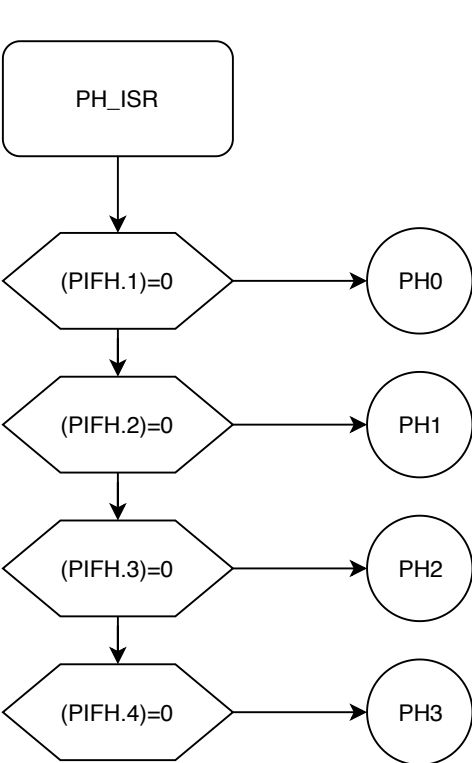 PH_ISR
(PIFH.1)=0
PH0
(PIFH.2)=0
PH1
(PIFH.3)=0
PH2
(PIFH.4)=0
PH3